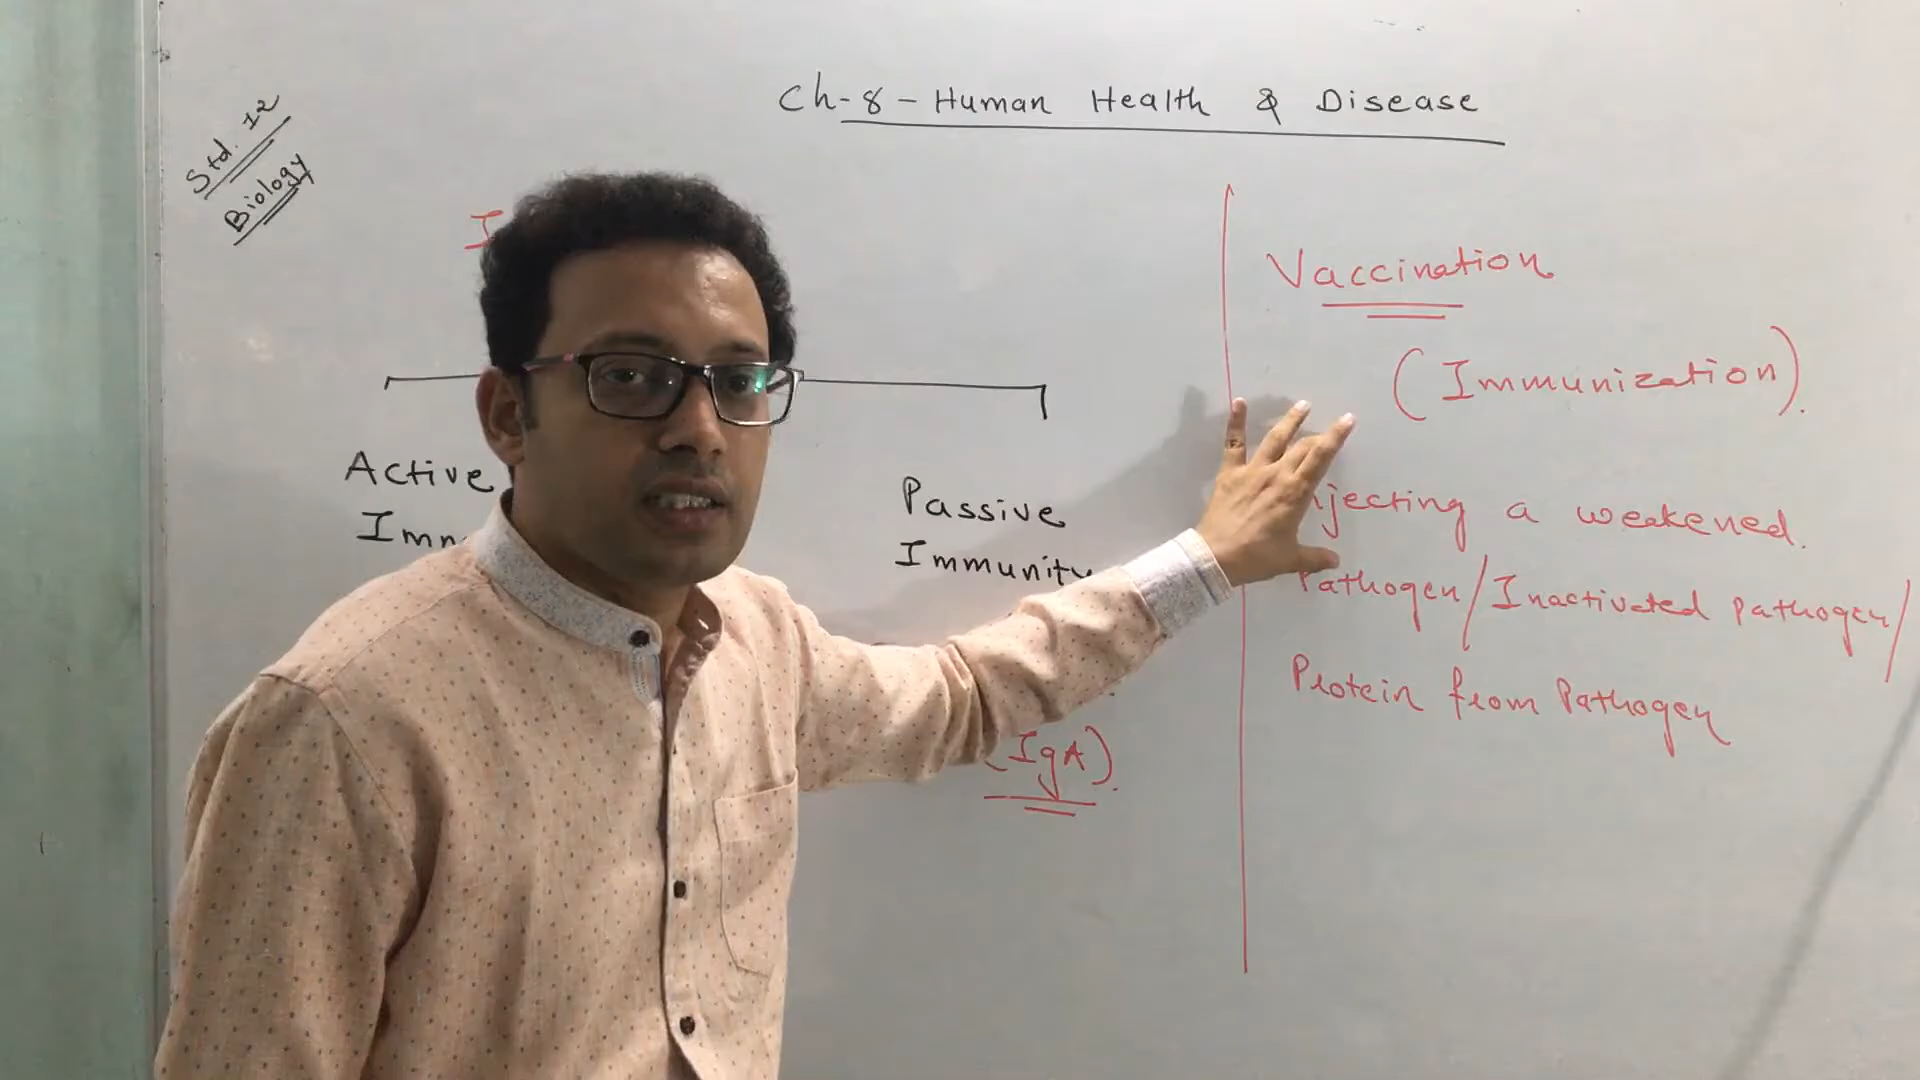 Std. 12
Biology
Ch-8 - Human Health & Disease
Active
Passive
Immunity
(IgA).
Vaccination
(Immunization).
a weakened.
Pathogen/Inactivated pathogen/
Protein from Pathogen